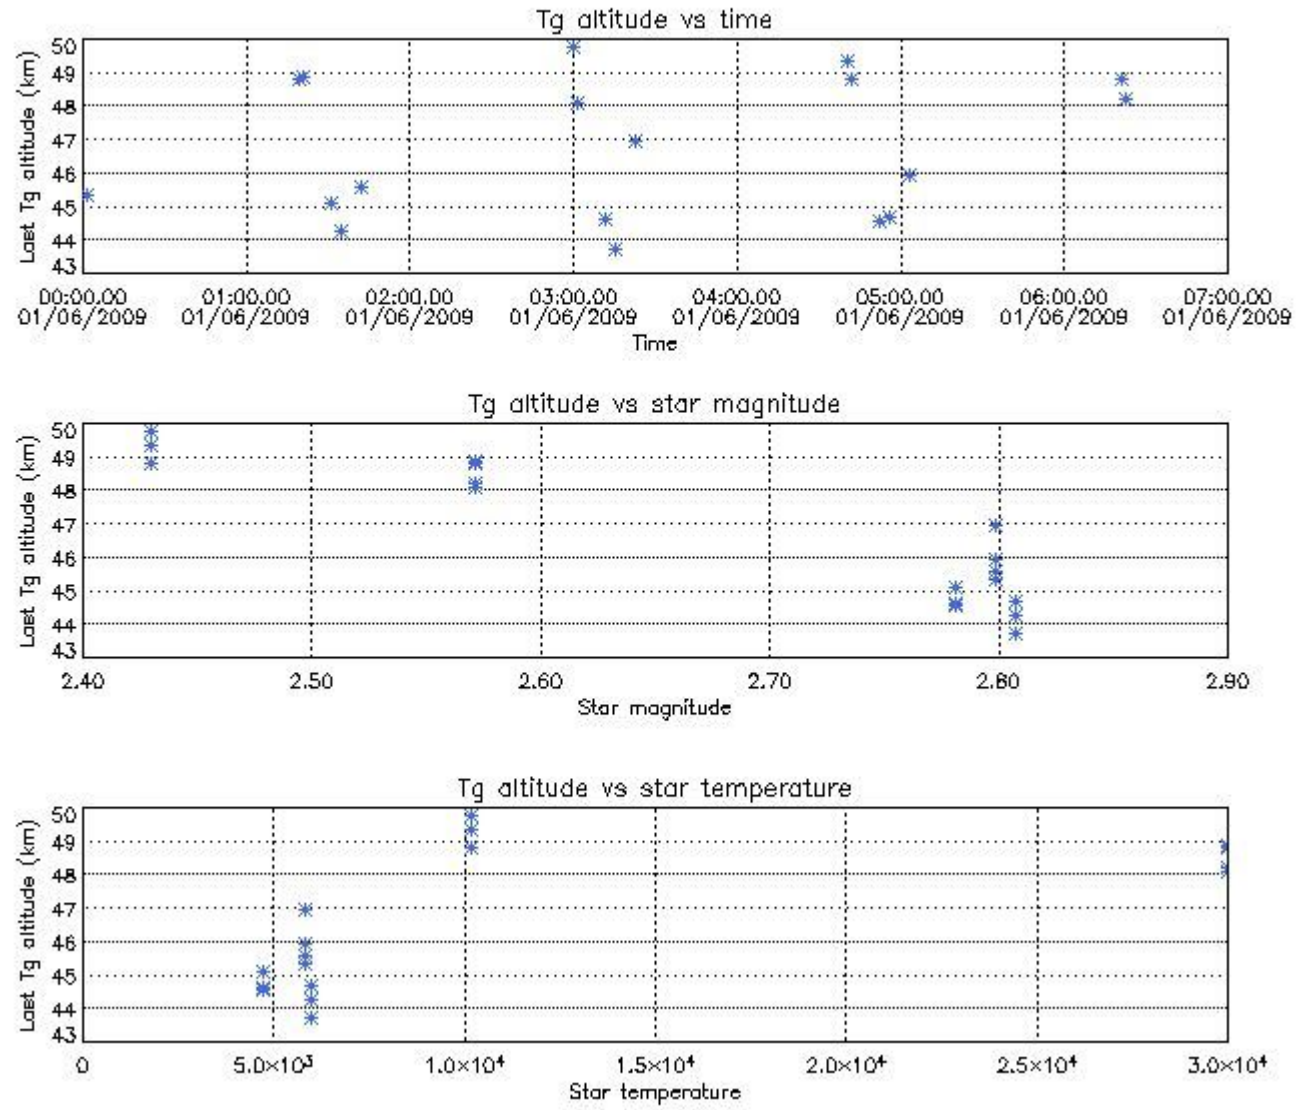 Tg altitude vs time
Last Tg altitude (km)
50
49
48
47
46
45
44
43
00:00.00 01:00.00 02:00.00 03:00.00 04:00.00 05:00.00 06:00.00 07:00.00
01/06/2009 01/06/2009 01/06/2009 01/06/2009 01/06/2009 01/06/2009 01/06/2009 01/06/2009
Time
Tg altitude vs star magnitude
Last Tg altitude (km)
50
49
48
47
46
45
44
43
2.40 2.50 2.60 2.70 2.80 2.90
Star magnitude
Tg altitude vs star temperature
Last Tg altitude (km)
50
49
48
47
46
45
44
43
0 5.0×10³ 1.0×10⁴ 1.5×10⁴ 2.0×10⁴ 2.5×10⁴ 3.0×10⁴
Star temperature